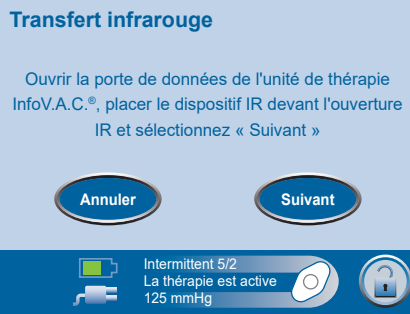 Transfert infrarouge
Ouvrir la porte de données de l'unité de thérapie
InfoV.A.C.®, placer le dispositif IR devant l'ouverture
IR et sélectionnez « Suivant »
Annuler
Suivant
Intermittent 5/2
La thérapie est active
125 mmHg